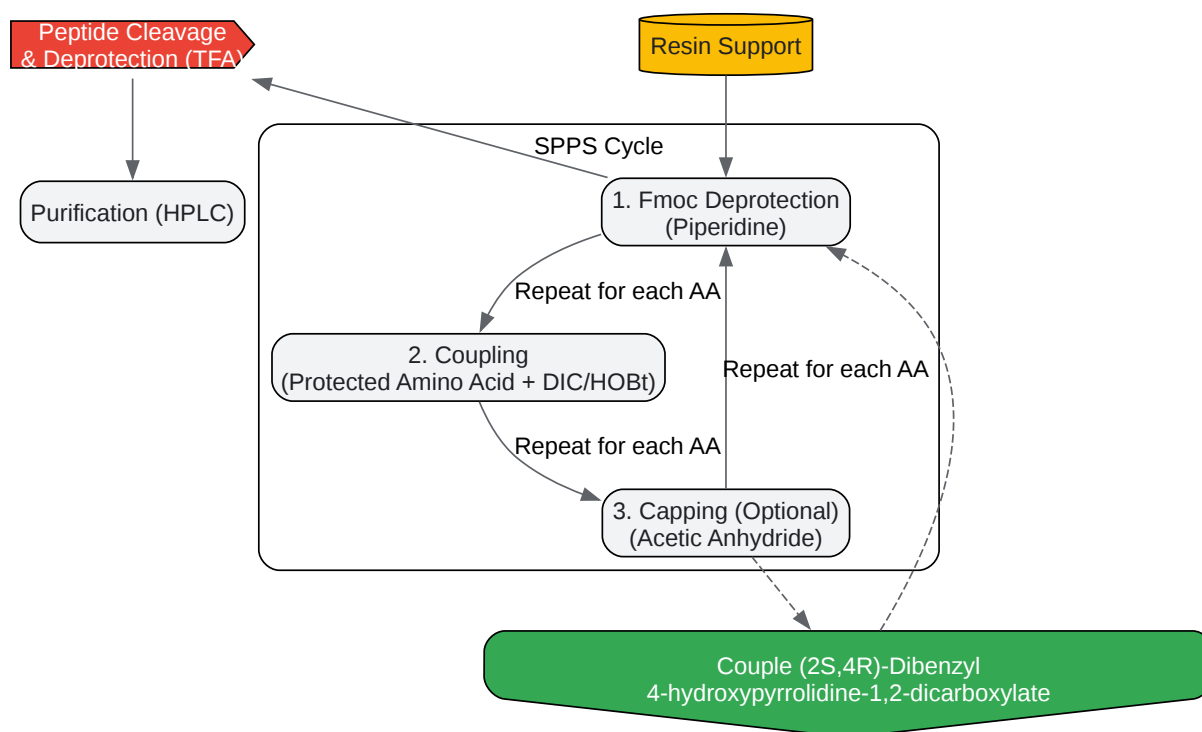 Peptide Cleavage
& Deprotection (TFA)
Resin Support
SPPS Cycle
1. Fmoc Deprotection
(Piperidine)
Purification (HPLC)
Repeat for each AA
2. Coupling
(Protected Amino Acid + DIC/HOBt)
Repeat for each AA
Repeat for each AA
3. Capping (Optional)
(Acetic Anhydride)
Couple (2S,4R)-Dibenzyl
4-hydroxypyrrolidine-1,2-dicarboxylate